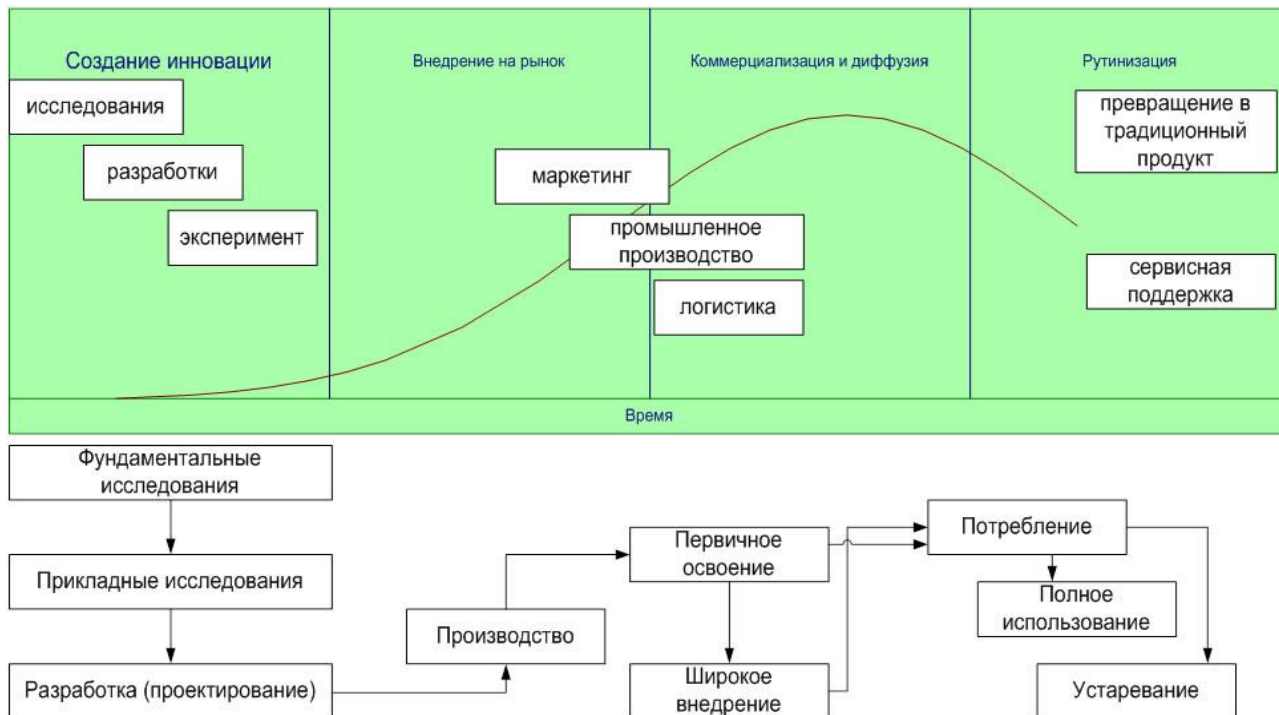 Создание инновации
Внедрение на рынок
Коммерциализация и диффузия
Рутинизация
исследования
разработки
эксперимент
маркетинг
промышленное
производство
логистика
превращение в
традиционный
продукт
сервисная
поддержка
Время
Фундаментальные
исследования
Прикладные исследования
Разработка (проектирование)
Производство
Первичное
освоение
Широкое
внедрение
Потребление
Полное
использование
Устаревание